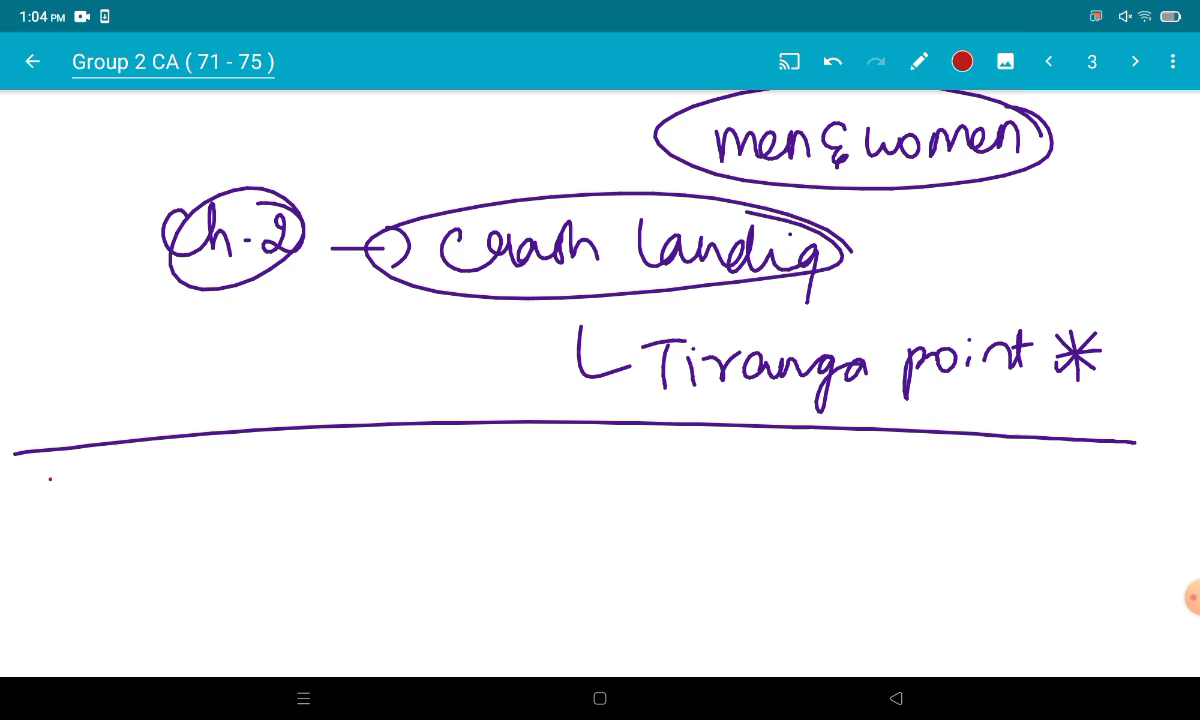 1:04 PM
Group 2 CA ( 71 - 75 )
3
men & women
Ch-2 → Crash Landig
Tiranga point *